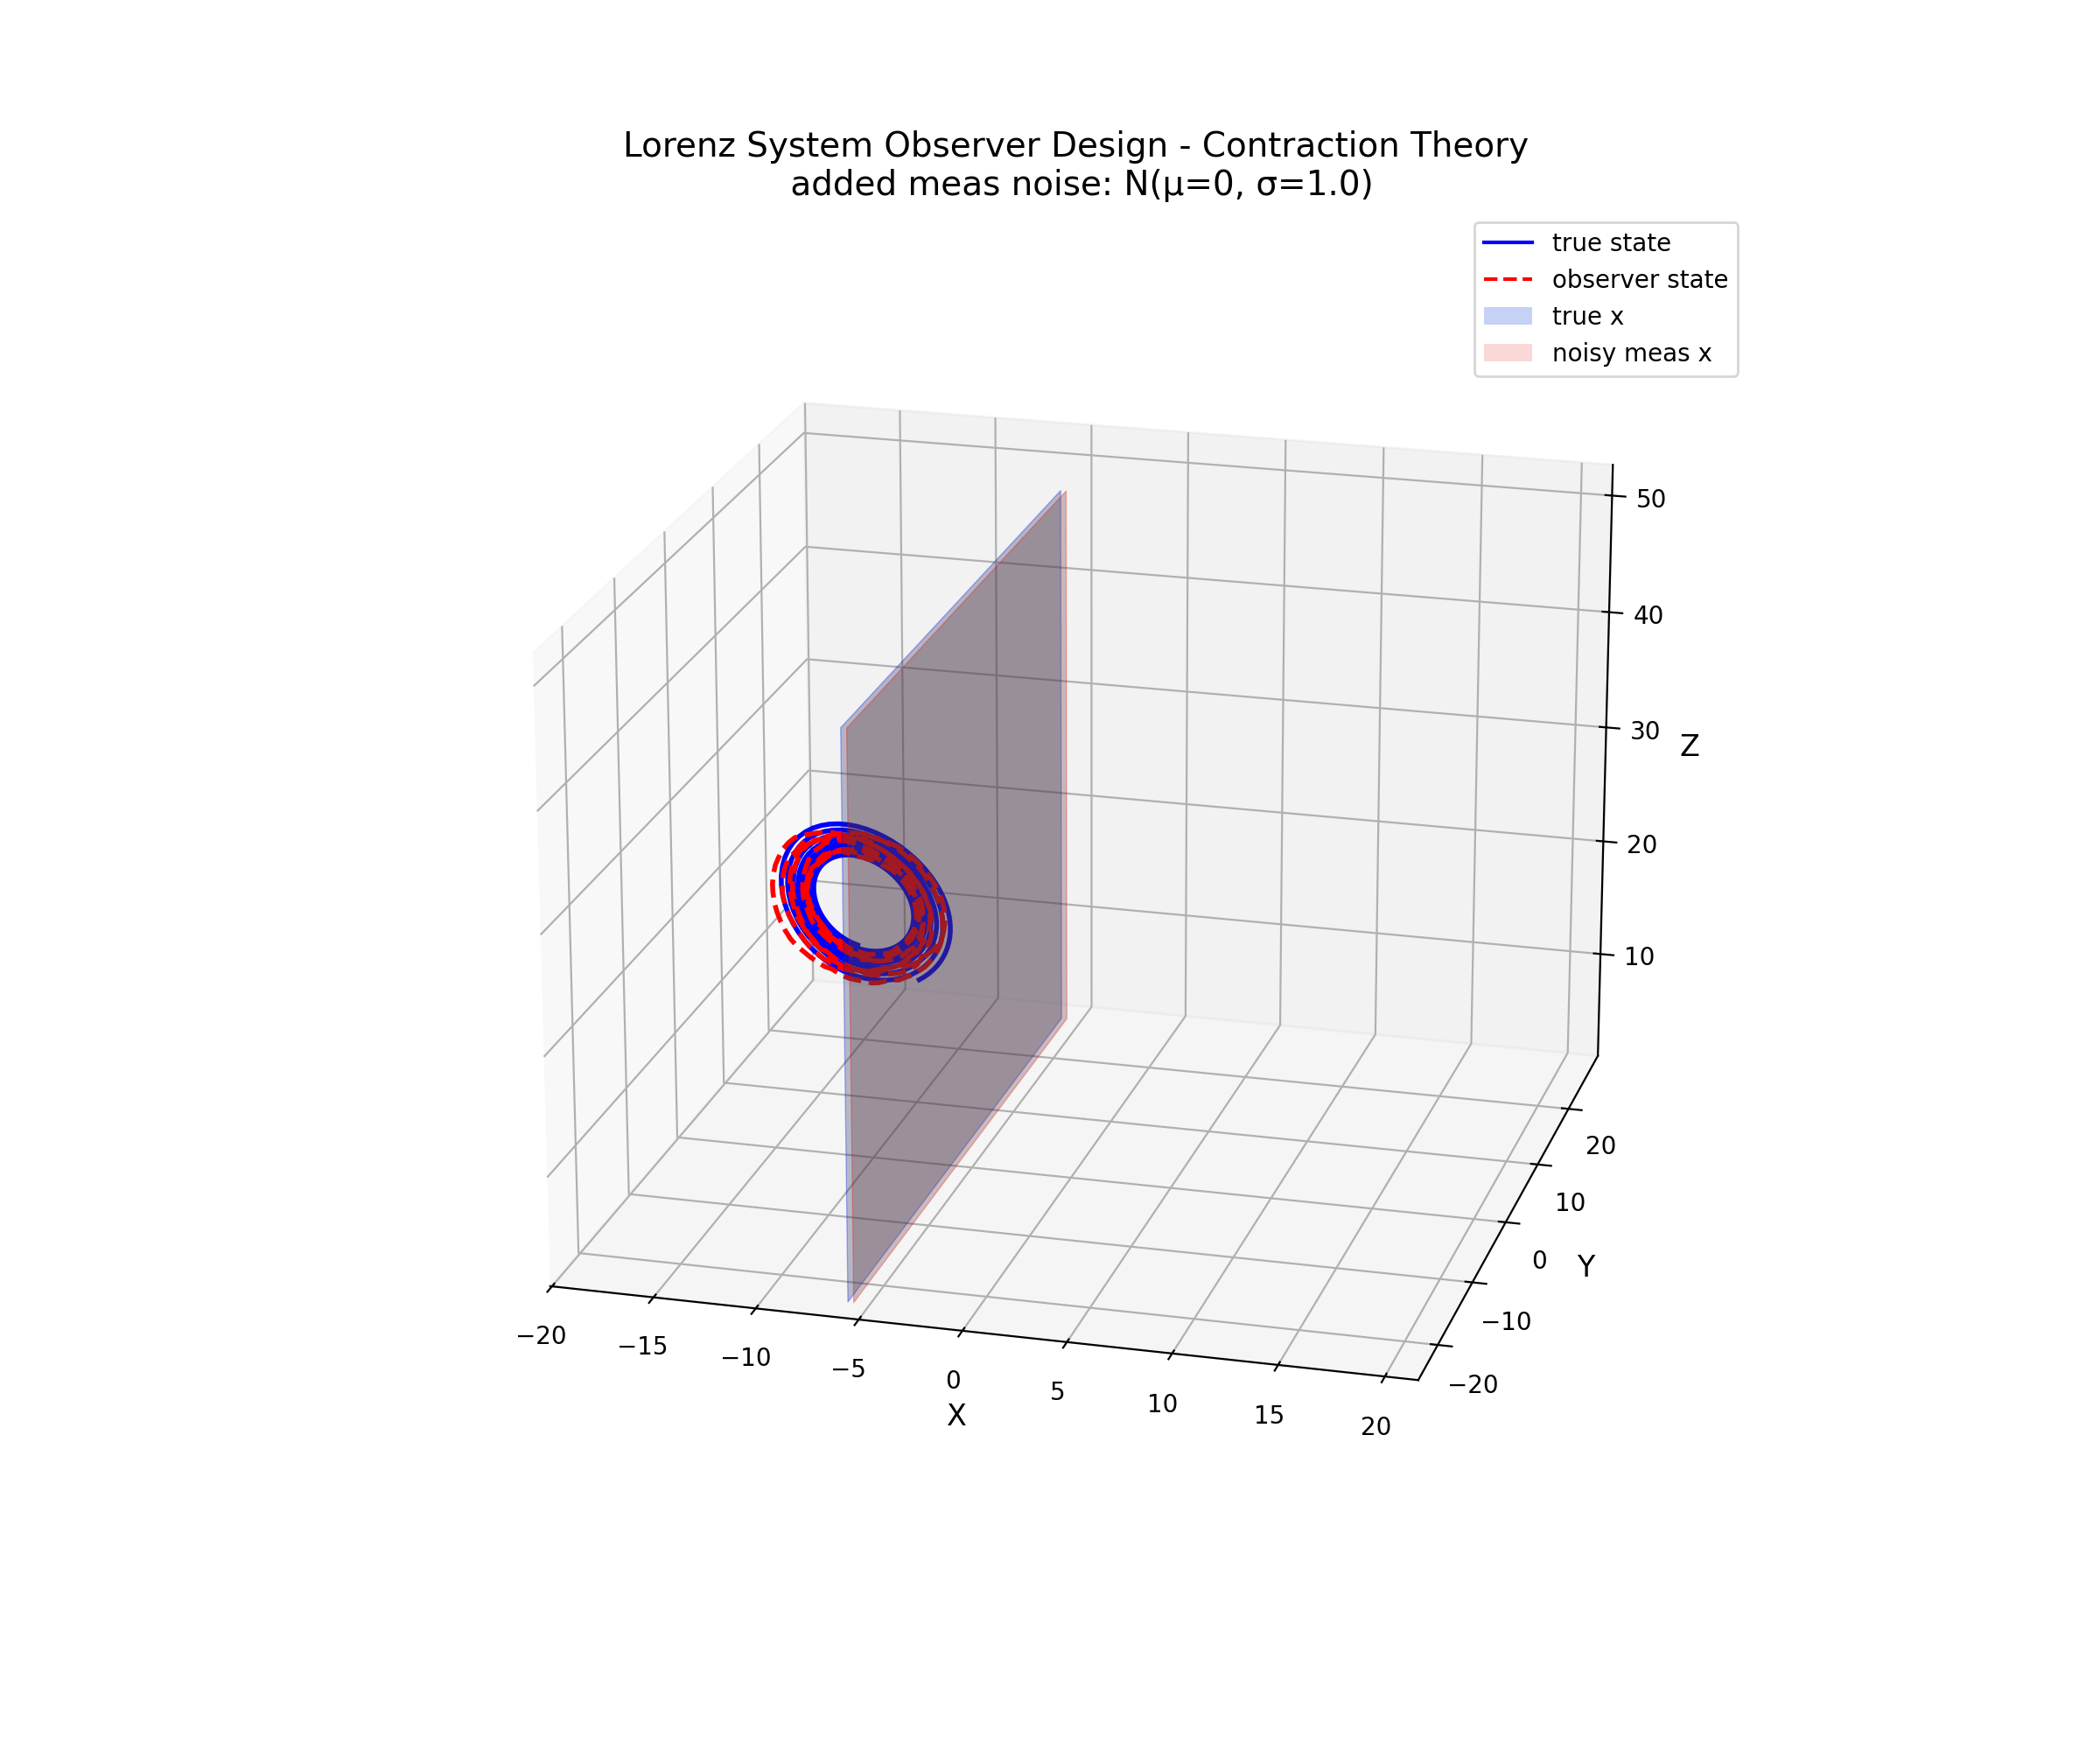 Lorenz System Observer Design - Contraction Theory
added meas noise: N(μ=0, σ=1.0)
true state
observer state
true x
noisy meas x
50
40
30
Z
20
10
20
10
0
Y
−10
−20
−20
−15
−10
−5
0
5
10
15
20
X